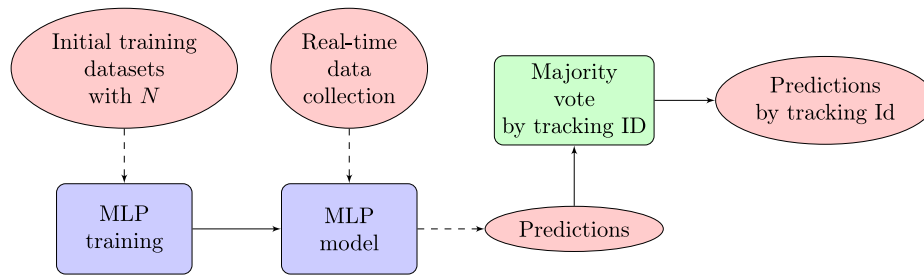 Initial training
datasets
with N
Real-time
data
collection
Majority
vote
by tracking ID
Predictions
by tracking Id
MLP
training
MLP
model
Predictions